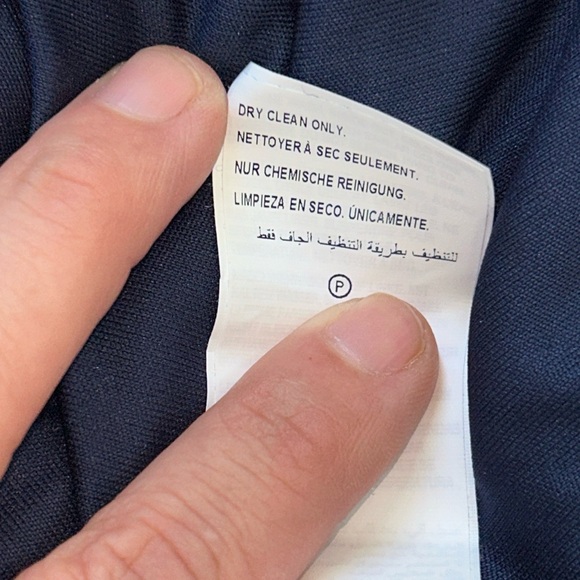 DRY CLEAN ONLY.
NETTOYER À SEC SEULEMENT.
NUR CHEMISCHE REINIGUNG.
LIMPIEZA EN SECO. ÚNICAMENTE.
للتنظيف بطريقة التنظيف الجاف فقط
P